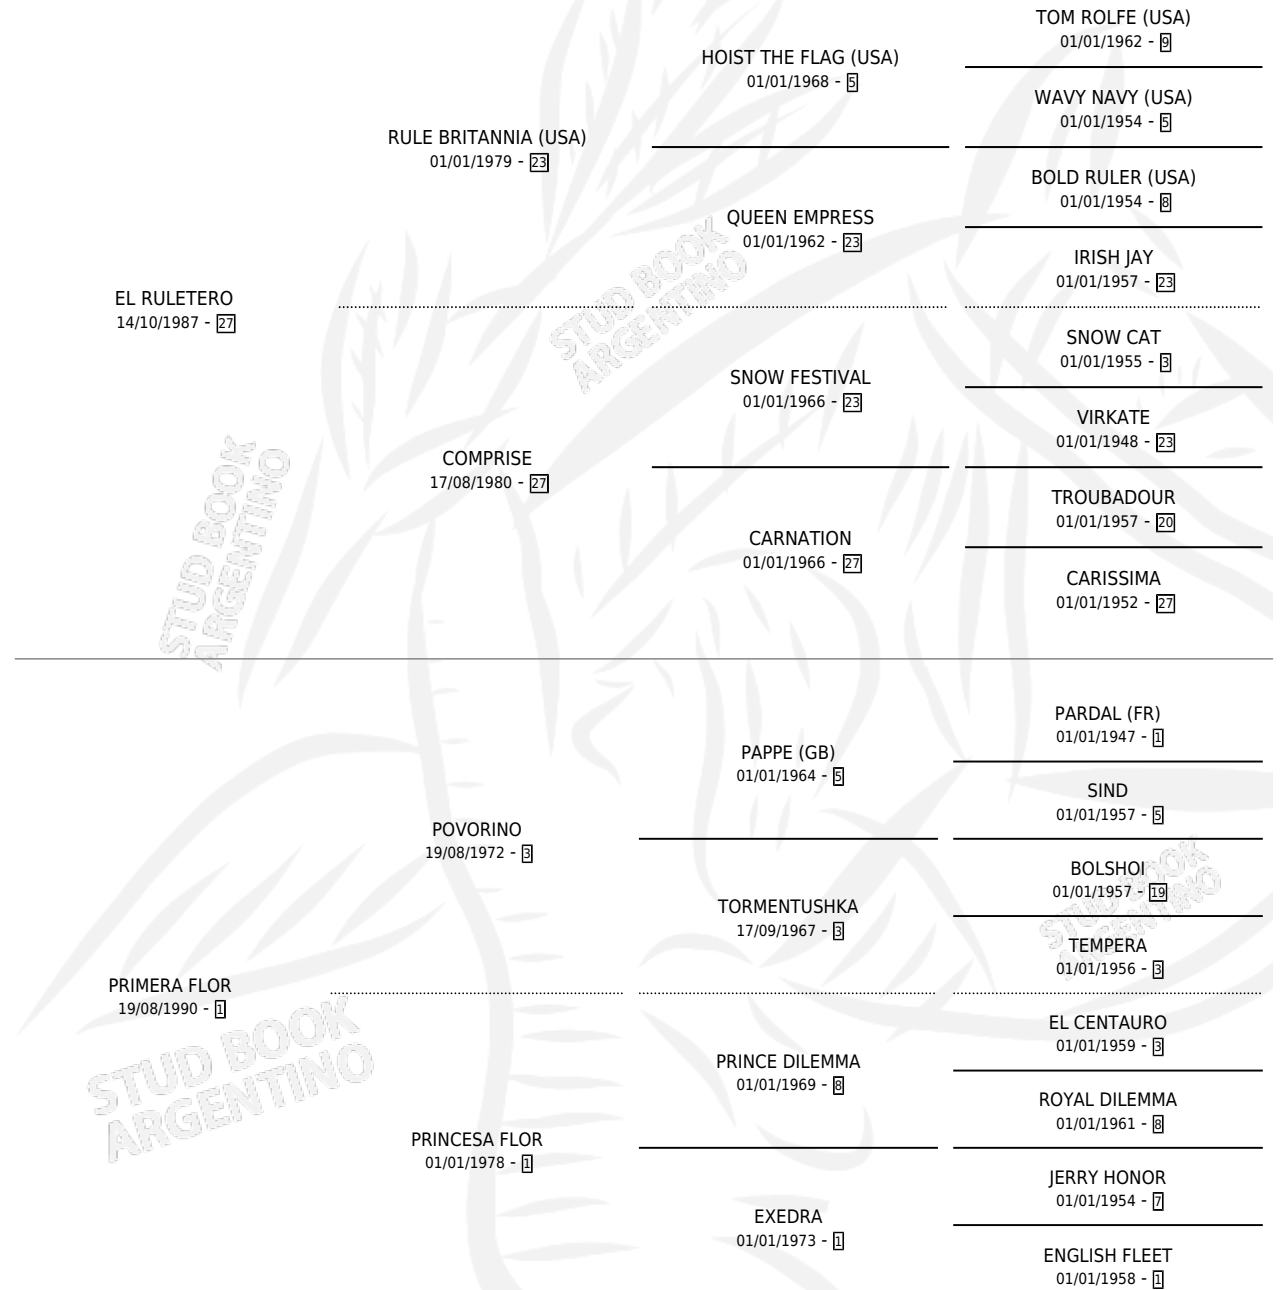 TOM ROLFE (USA)
01/01/1962 - 9
HOIST THE FLAG (USA)
01/01/1968 - 5
WAVY NAVY (USA)
01/01/1954 - 5
RULE BRITANNIA (USA)
01/01/1979 - 23
BOLD RULER (USA)
01/01/1954 - 8
QUEEN EMPRESS
01/01/1962 - 23
IRISH JAY
01/01/1957 - 23
EL RULETERO
14/10/1987 - 27
SNOW CAT
01/01/1955 - 3
SNOW FESTIVAL
01/01/1966 - 23
VIRKATE
01/01/1948 - 23
COMPRISE
17/08/1980 - 27
TROUBADOUR
01/01/1957 - 20
CARNATION
01/01/1966 - 27
CARISSIMA
01/01/1952 - 27
PARDAL (FR)
01/01/1947 - 1
PAPPE (GB)
01/01/1964 - 5
SIND
01/01/1957 - 5
POVORINO
19/08/1972 - 3
BOLSHOI
01/01/1957 - 19
TORMENTUSHKA
17/09/1967 - 3
TEMPERA
01/01/1956 - 3
PRIMERA FLOR
19/08/1990 - 1
EL CENTAURO
01/01/1959 - 3
PRINCE DILEMMA
01/01/1969 - 8
ROYAL DILEMMA
01/01/1961 - 8
PRINCESA FLOR
01/01/1978 - 1
JERRY HONOR
01/01/1954 - 7
EXEDRA
01/01/1973 - 1
ENGLISH FLEET
01/01/1958 - 1
STUD BOOK
ARGENTINO
STUD BOOK
ARGENTINO
STUD BOOK
ARGENTINO
STUD BOOK
ARGENTINO